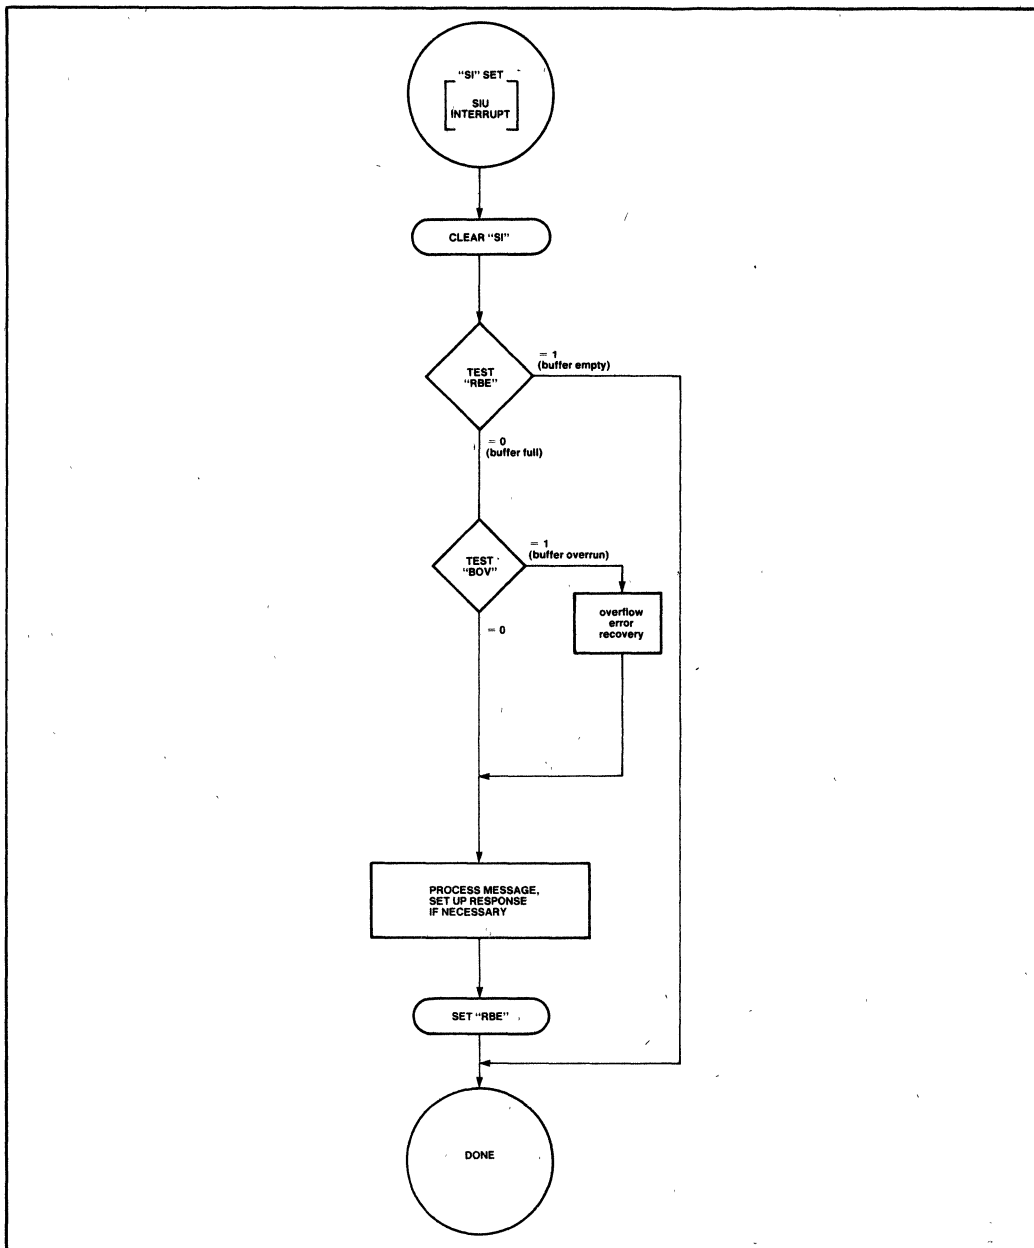 "SI" SET
SIU
INTERRUPT
CLEAR "SI"
TEST
"RBE"
= 1
(buffer empty)
= 0
(buffer full)
TEST
"BOV"
= 1
(buffer overrun)
overflow
error
recovery
= 0
PROCESS MESSAGE,
SET UP RESPONSE
IF NECESSARY
SET "RBE"
DONE